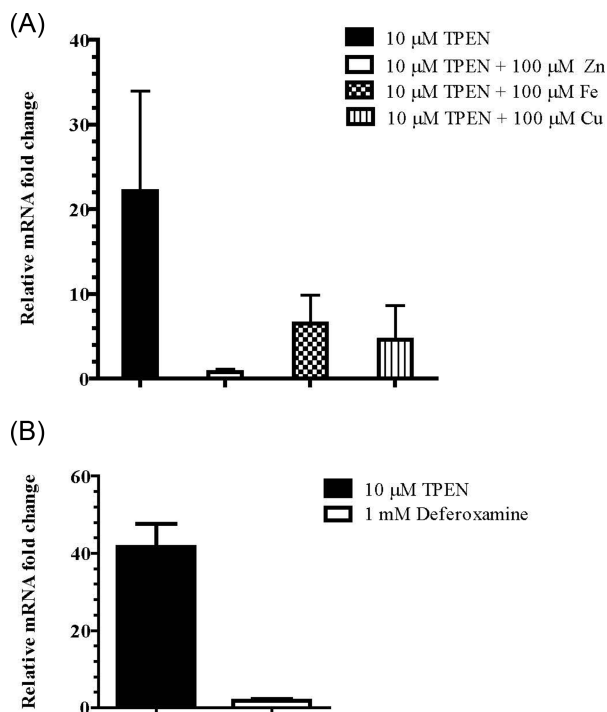 (A)
40
30
20
10
0
Relative mRNA fold change
10 μM TPEN
10 μM TPEN + 100 μM Zn
10 μM TPEN + 100 μM Fe
10 μM TPEN + 100 μM Cu
(B)
60
40
20
0
Relative mRNA fold change
10 μM TPEN
1 mM Deferoxamine